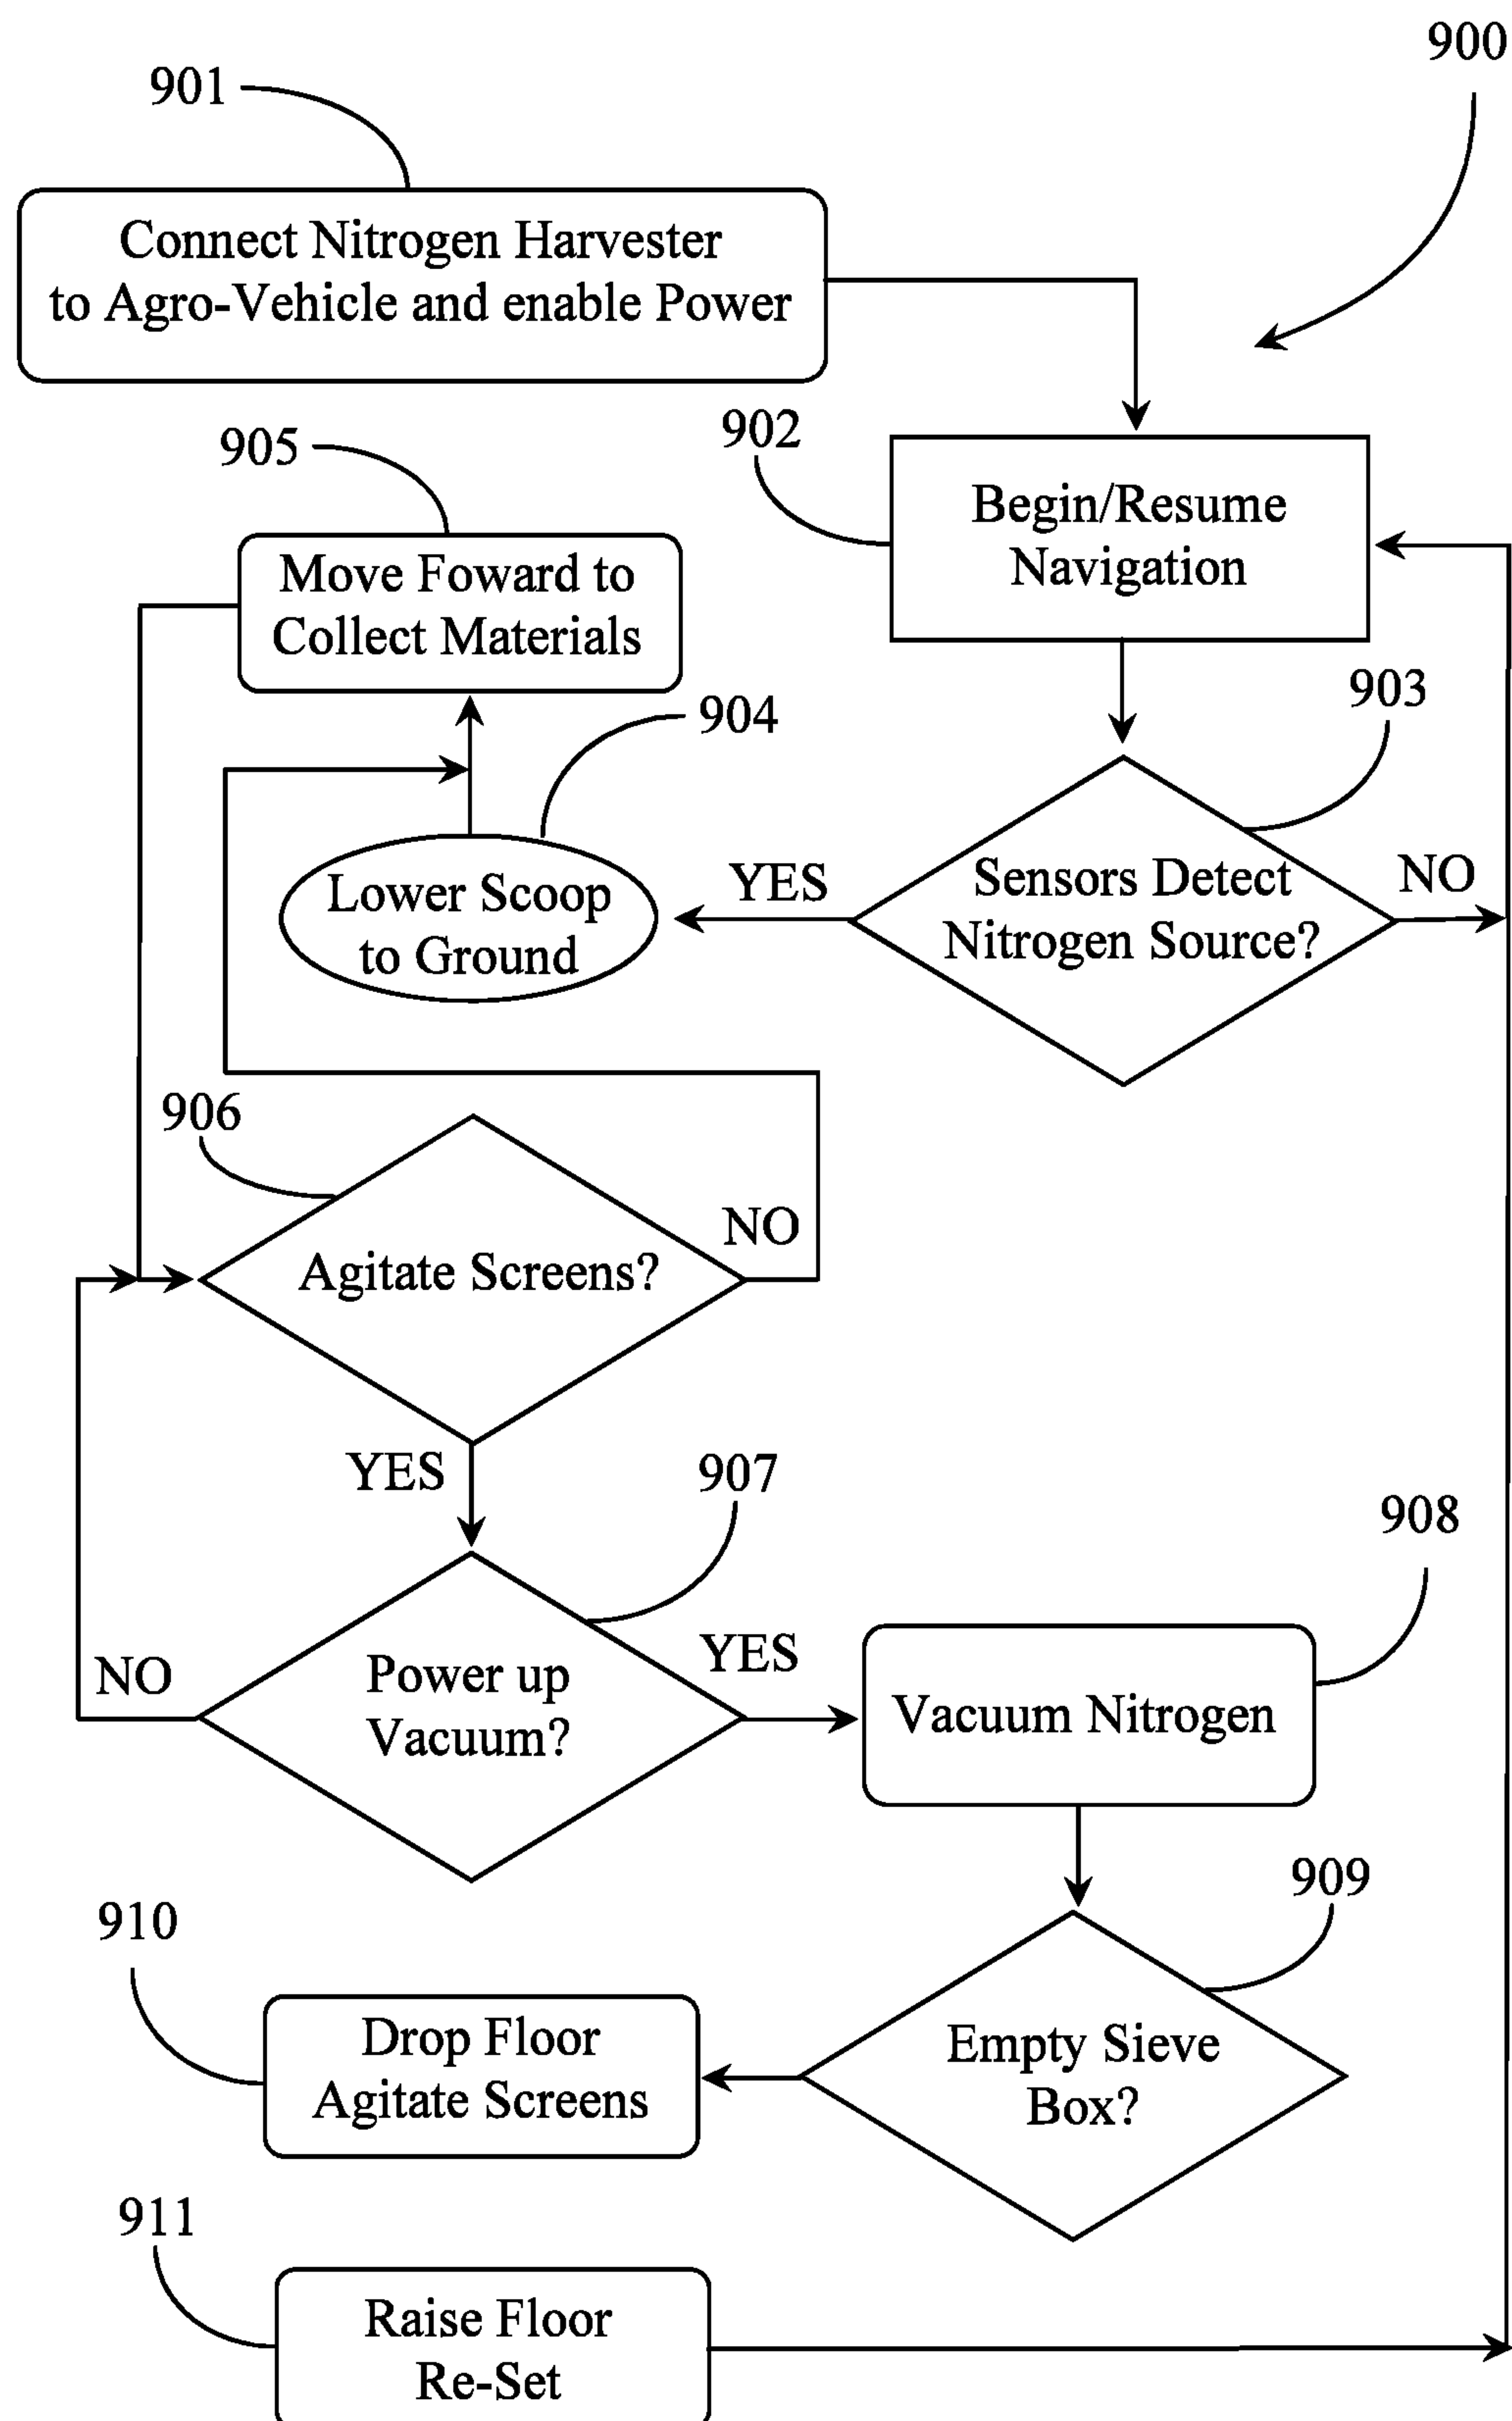 900
901
Connect Nitrogen Harvester
to Agro-Vehicle and enable Power
902
905
Begin/Resume
Navigation
Move Foward to
Collect Materials
903
904
YES
Sensors Detect
Nitrogen Source?
NO
Lower Scoop
to Ground
906
NO
Agitate Screens?
YES
907
908
NO
Power up
Vacuum?
YES
Vacuum Nitrogen
909
910
Drop Floor
Agitate Screens
Empty Sieve
Box?
911
Raise Floor
Re-Set